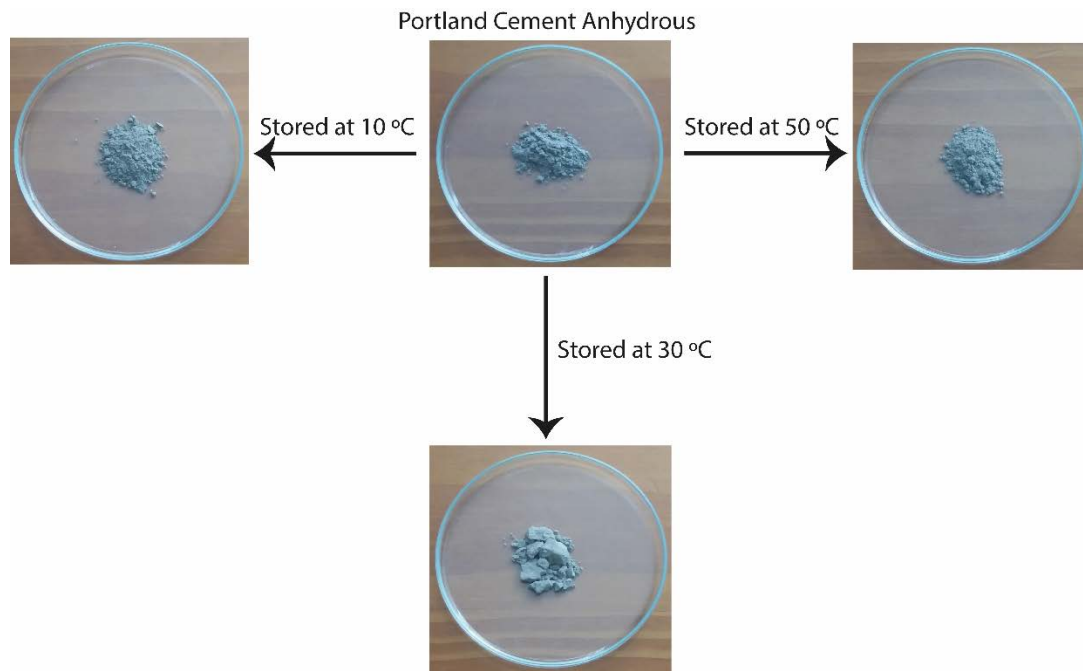 Portland Cement Anhydrous
Stored at 10 ºC
Stored at 50 ºC
Stored at 30 ºC